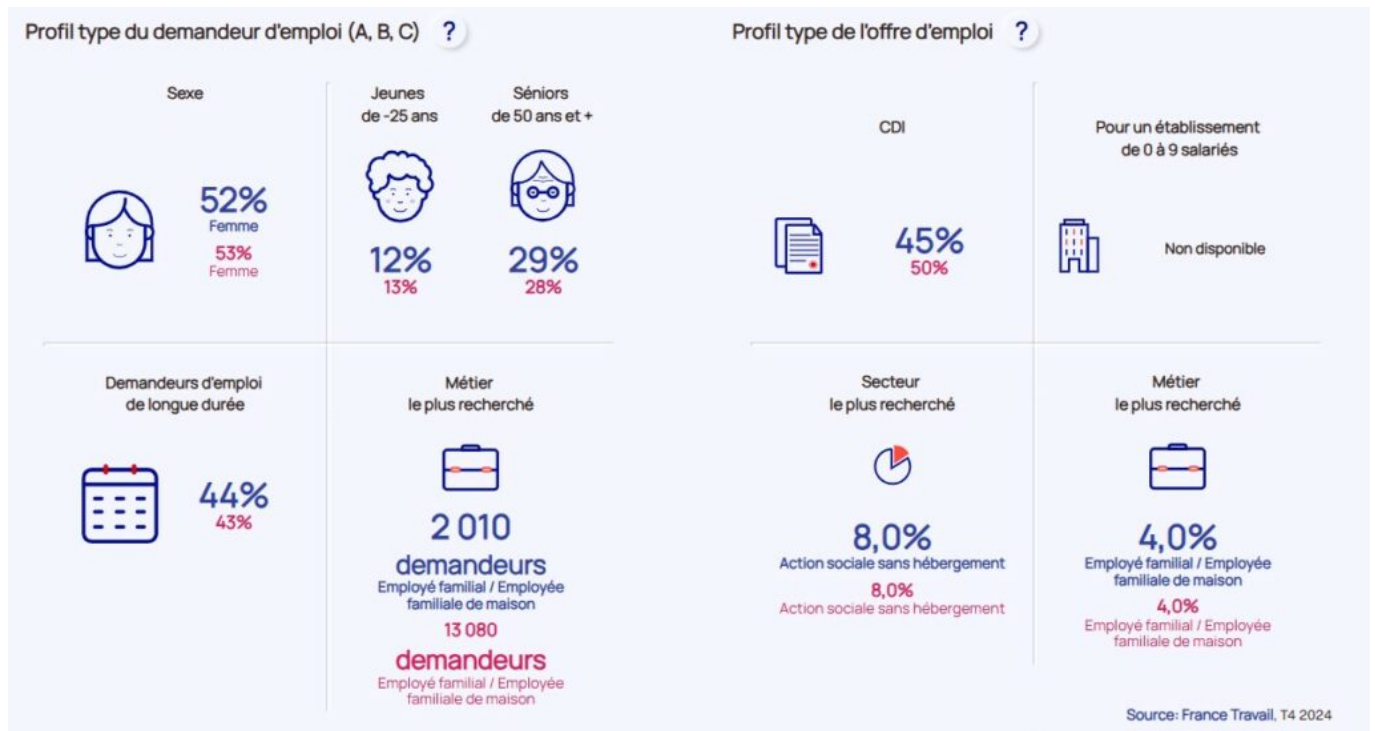 Profil type du demandeur d'emploi (A, B, C) ?
Sexe
52%
Femme
53%
Femme
Jeunes
de -25 ans
12%
13%
Séniors
de 50 ans et +
29%
28%
Demandeurs d'emploi
de longue durée
44%
43%
Métier
le plus recherché
2 010
demandeurs
Employé familial / Employée
familiale de maison
13 080
demandeurs
Employé familial / Employée
familiale de maison
Profil type de l'offre d'emploi ?
CDI
45%
50%
Pour un établissement
de 0 à 9 salariés
Non disponible
Secteur
le plus recherché
8,0%
Action sociale sans hébergement
8,0%
Action sociale sans hébergement
Métier
le plus recherché
4,0%
Employé familial / Employée
familiale de maison
4,0%
Employé familial / Employée
familiale de maison
Source: France Travail, T4 2024